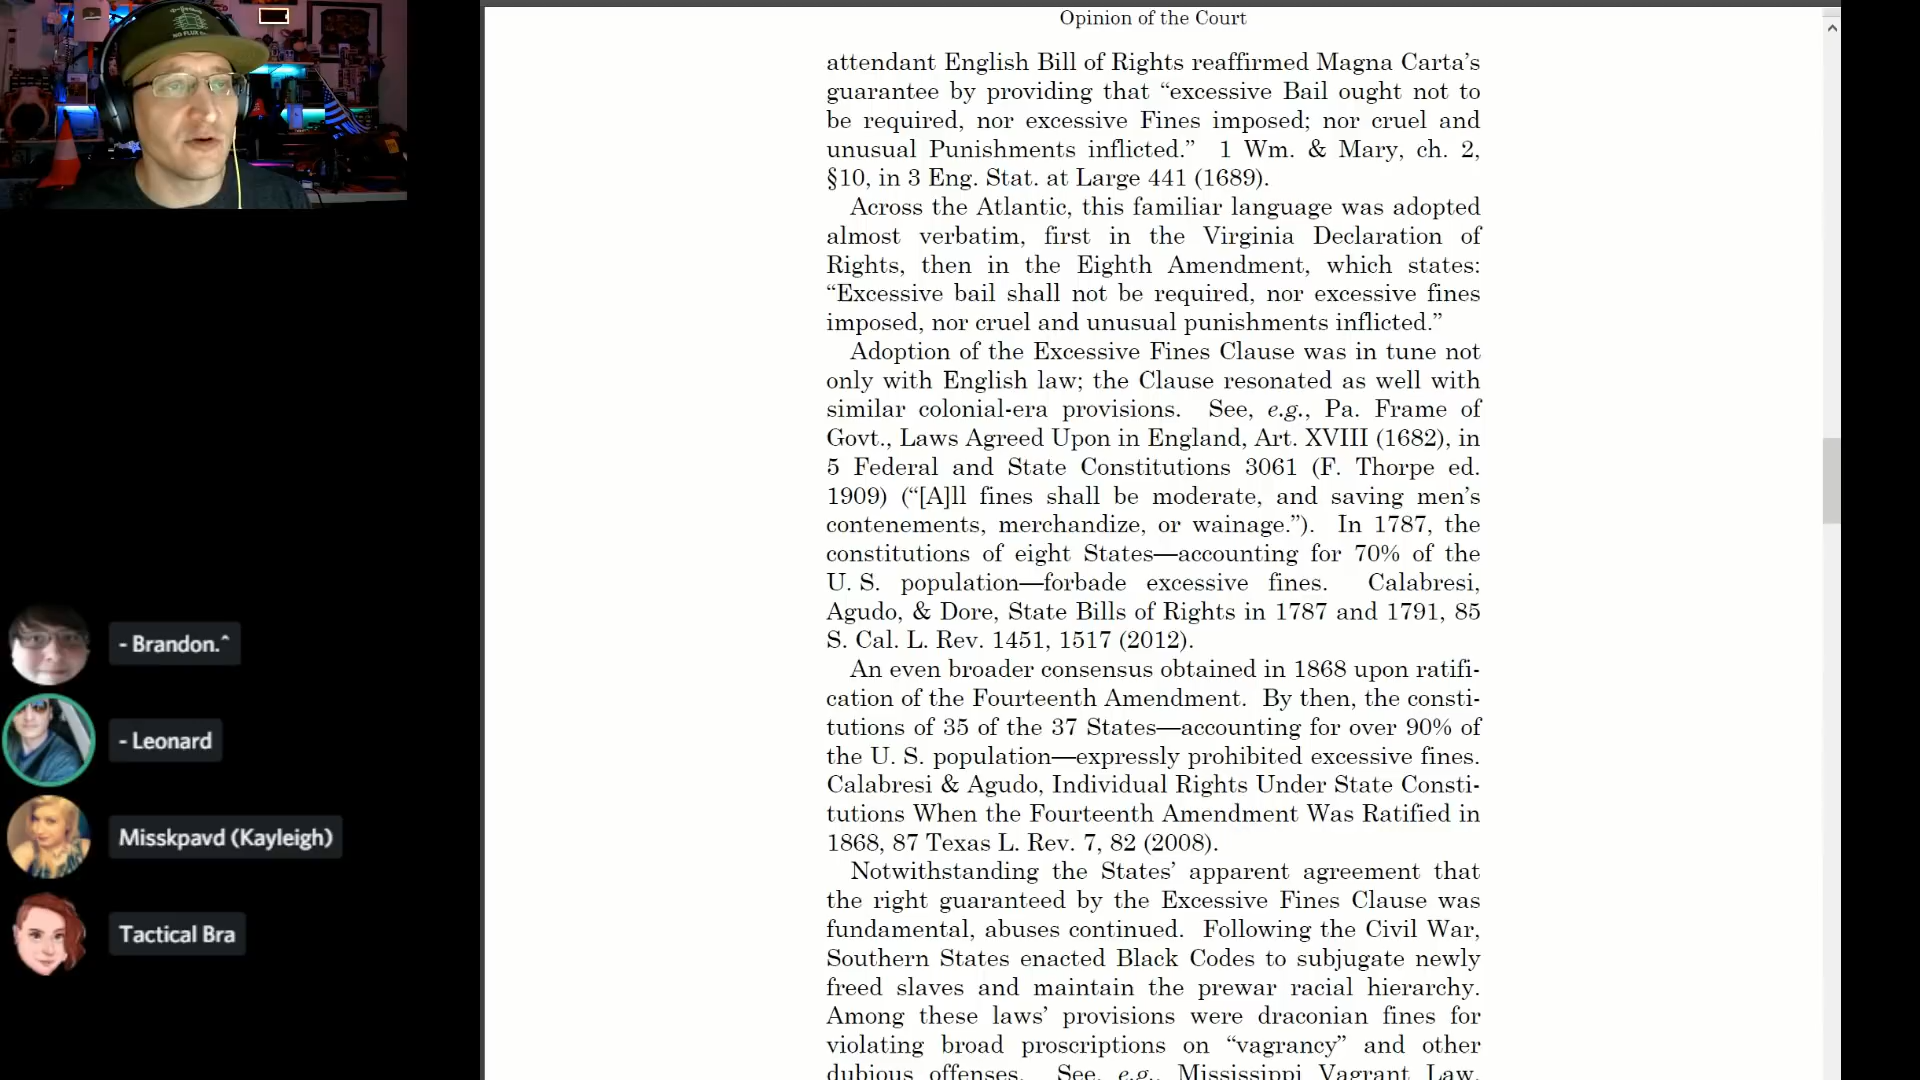 NO FLUX
Opinion of the Court
attendant English Bill of Rights reaffirmed Magna Carta’s
guarantee by providing that “excessive Bail ought not to
be required, nor excessive Fines imposed; nor cruel and
unusual Punishments inflicted.” 1 Wm. & Mary, ch. 2,
§10, in 3 Eng. Stat. at Large 441 (1689).
Across the Atlantic, this familiar language was adopted
almost verbatim, first in the Virginia Declaration of
Rights, then in the Eighth Amendment, which states:
“Excessive bail shall not be required, nor excessive fines
imposed, nor cruel and unusual punishments inflicted.”
Adoption of the Excessive Fines Clause was in tune not
only with English law; the Clause resonated as well with
similar colonial-era provisions. See, e.g., Pa. Frame of
Govt., Laws Agreed Upon in England, Art. XVIII (1682), in
5 Federal and State Constitutions 3061 (F. Thorpe ed.
1909) (“[A]ll fines shall be moderate, and saving men’s
contenements, merchandize, or wainage.”). In 1787, the
constitutions of eight States—accounting for 70% of the
U. S. population—forbade excessive fines. Calabresi,
Agudo, & Dore, State Bills of Rights in 1787 and 1791, 85
S. Cal. L. Rev. 1451, 1517 (2012).
An even broader consensus obtained in 1868 upon ratifi-
cation of the Fourteenth Amendment. By then, the consti-
tutions of 35 of the 37 States—accounting for over 90% of
the U. S. population—expressly prohibited excessive fines.
Calabresi & Agudo, Individual Rights Under State Consti-
tutions When the Fourteenth Amendment Was Ratified in
1868, 87 Texas L. Rev. 7, 82 (2008).
Notwithstanding the States’ apparent agreement that
the right guaranteed by the Excessive Fines Clause was
fundamental, abuses continued. Following the Civil War,
Southern States enacted Black Codes to subjugate newly
freed slaves and maintain the prewar racial hierarchy.
Among these laws’ provisions were draconian fines for
violating broad proscriptions on “vagrancy” and other
dubious offenses. See, e.g., Mississippi Vagrant Law,
- Brandon.^
- Leonard
Misskpavd (Kayleigh)
Tactical Bra